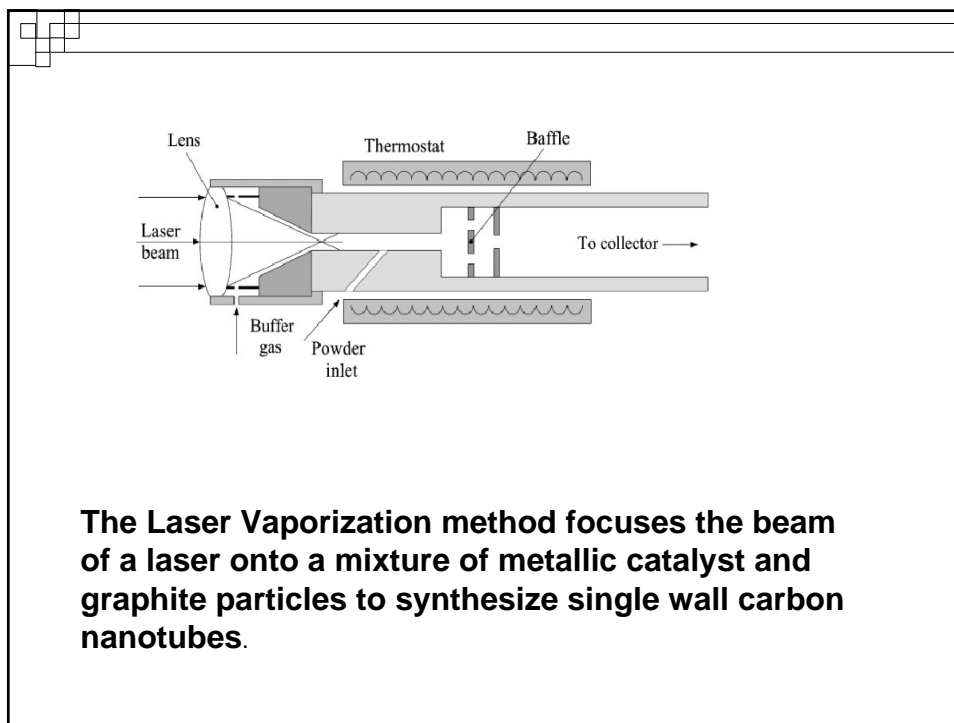 Lens
Thermostat
Baffle
Laser
beam
To collector
Buffer
gas
Powder
inlet
The Laser Vaporization method focuses the beam
of a laser onto a mixture of metallic catalyst and
graphite particles to synthesize single wall carbon
nanotubes.